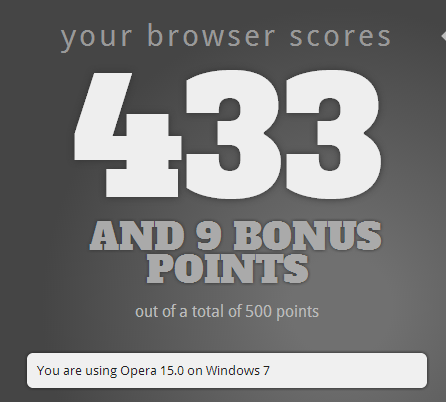 your browser scores
433
AND 9 BONUS
POINTS
out of a total of 500 points
You are using Opera 15.0 on Windows 7